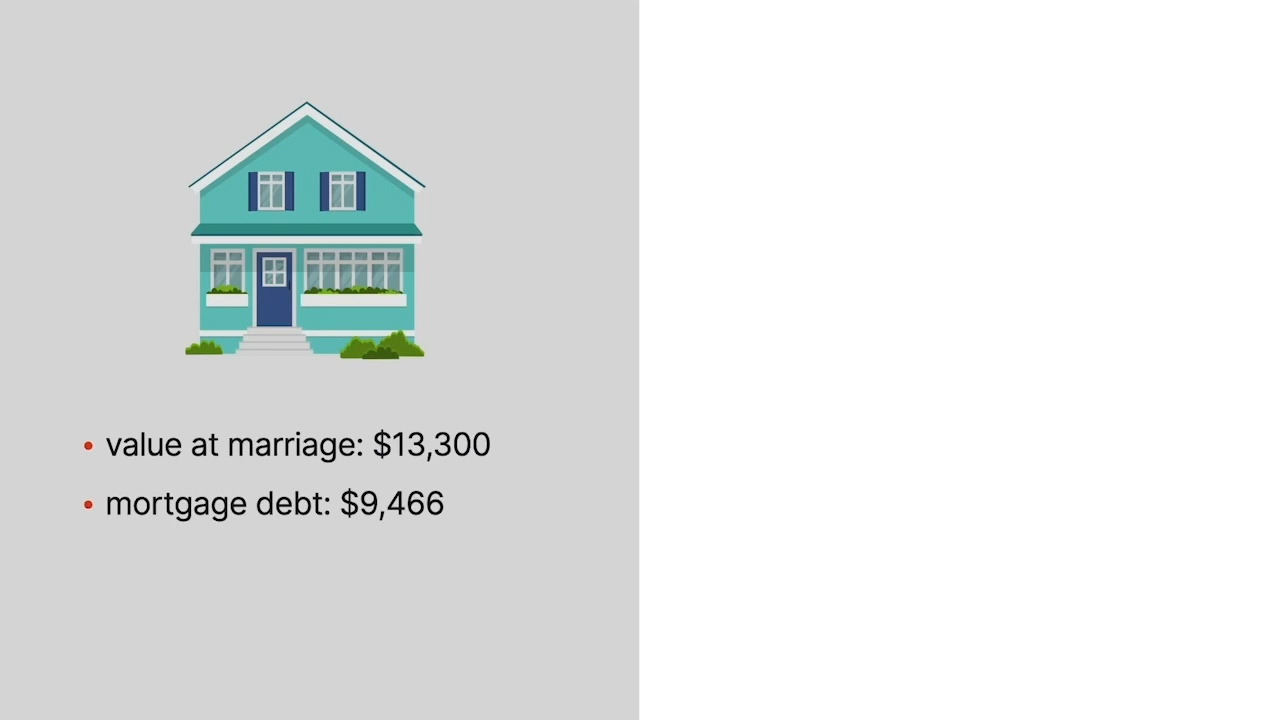 • value at marriage: $13,300
• mortgage debt: $9,466